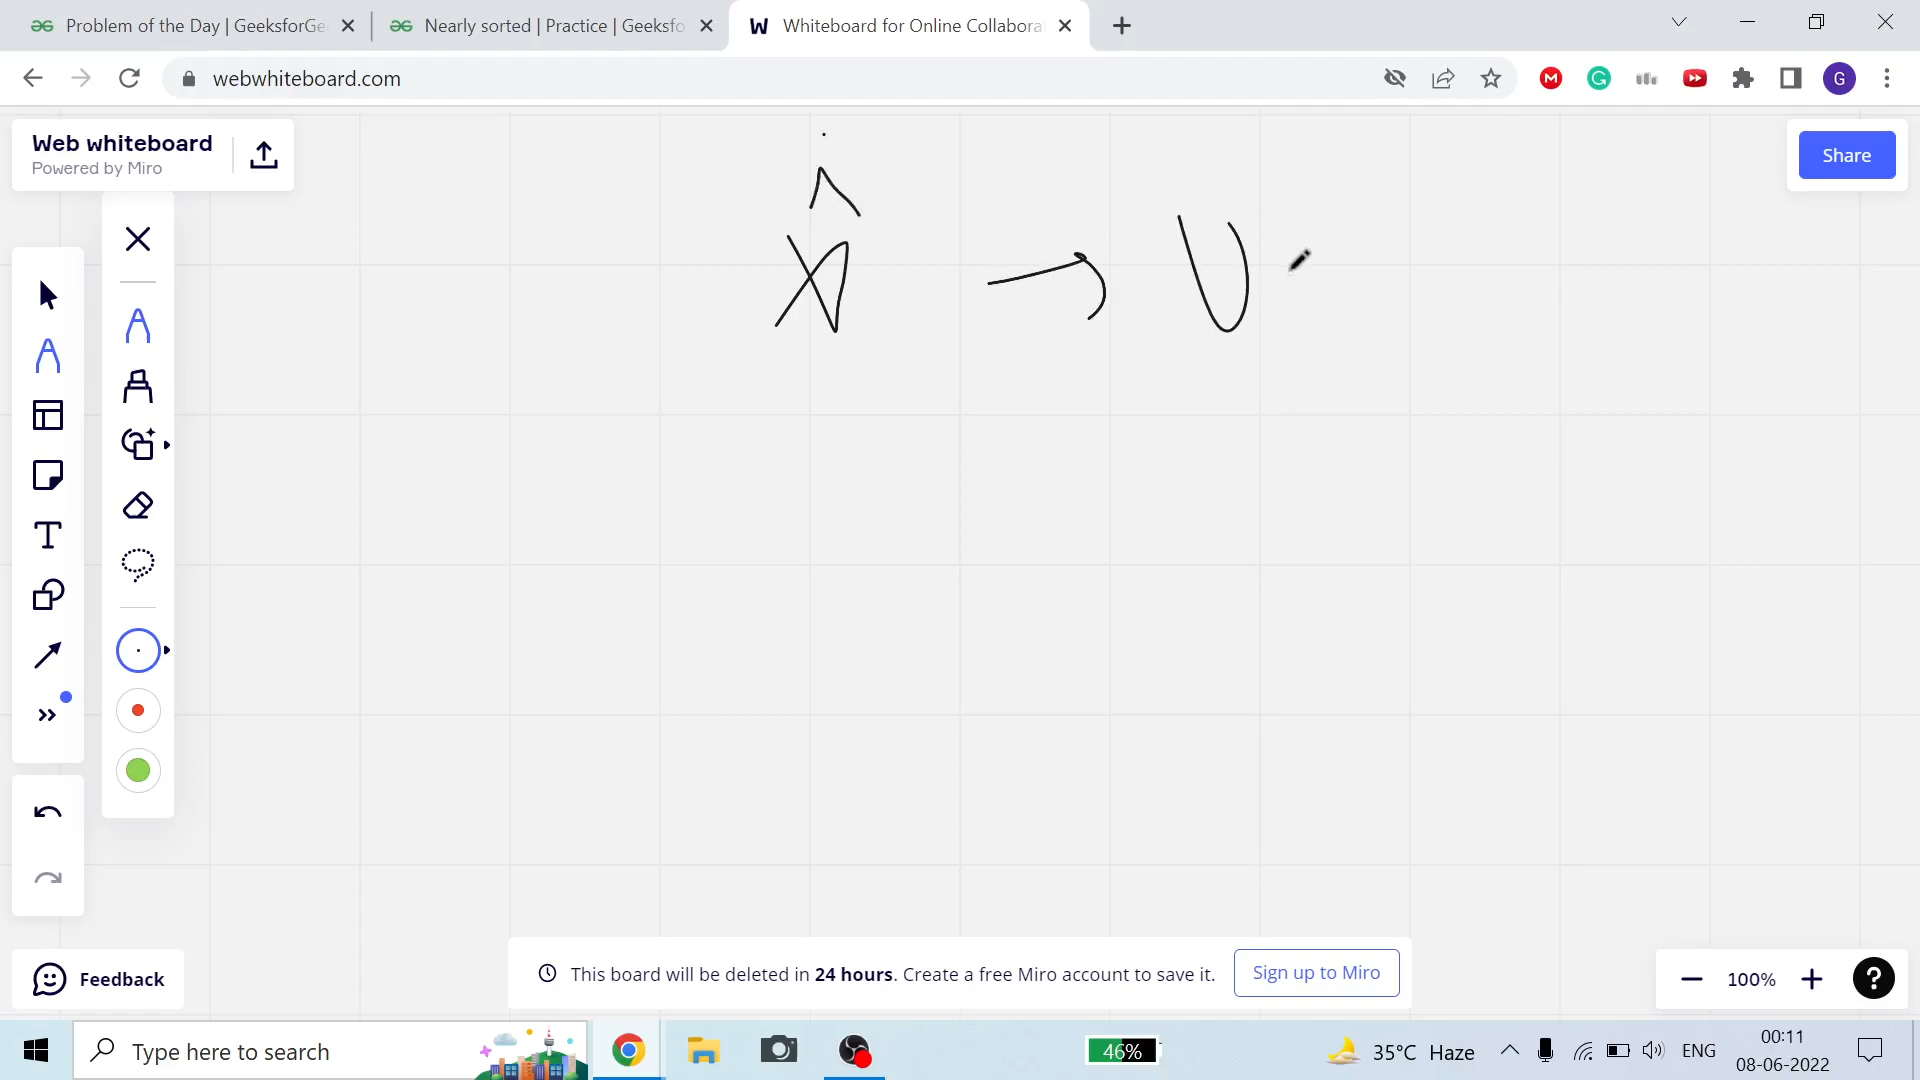 Problem of the Day | GeeksforGe
Nearly sorted | Practice | Geeksfo
Whiteboard for Online Collabora
webwhiteboard.com
G
Web whiteboard
Powered by Miro
Share
Feedback
This board will be deleted in 24 hours. Create a free Miro account to save it.
Sign up to Miro
100%
?
Type here to search
46%
35°C Haze
ENG
00:11
08-06-2022